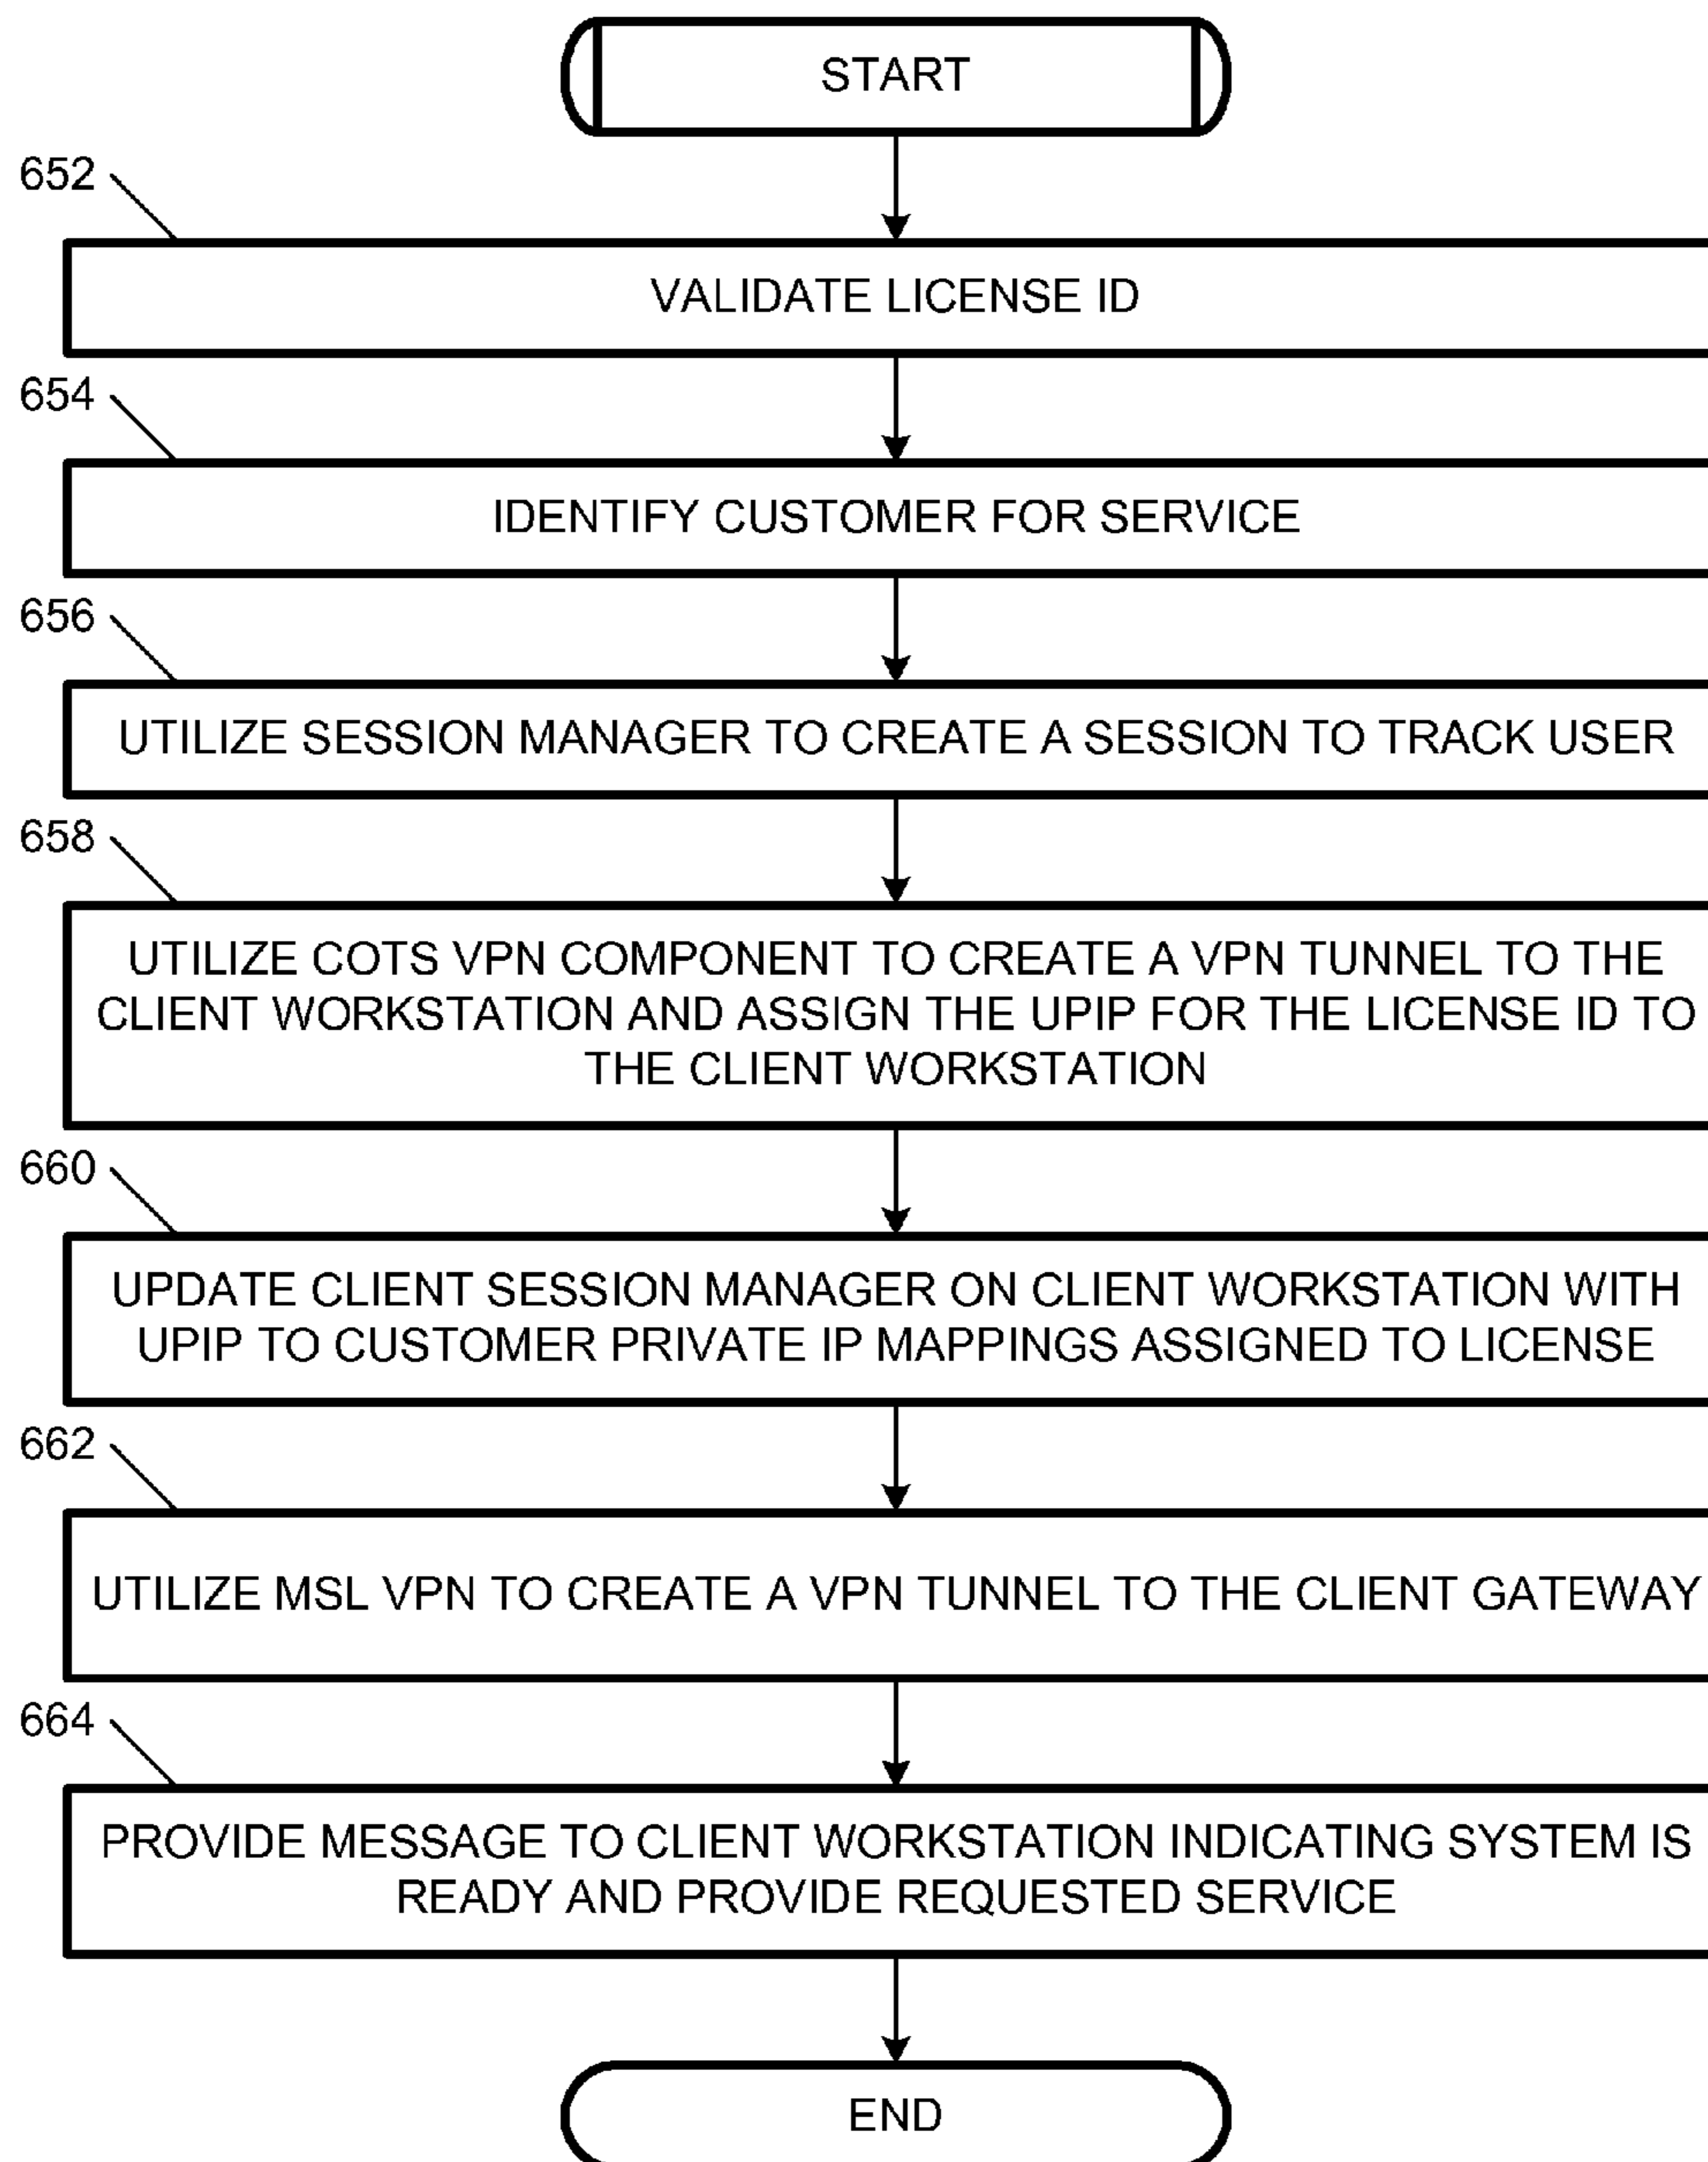 START
652
VALIDATE LICENSE ID
654
IDENTIFY CUSTOMER FOR SERVICE
656
UTILIZE SESSION MANAGER TO CREATE A SESSION TO TRACK USER
658
UTILIZE COTS VPN COMPONENT TO CREATE A VPN TUNNEL TO THE
CLIENT WORKSTATION AND ASSIGN THE UPIP FOR THE LICENSE ID TO
THE CLIENT WORKSTATION
660
UPDATE CLIENT SESSION MANAGER ON CLIENT WORKSTATION WITH
UPIP TO CUSTOMER PRIVATE IP MAPPINGS ASSIGNED TO LICENSE
662
UTILIZE MSL VPN TO CREATE A VPN TUNNEL TO THE CLIENT GATEWAY
664
PROVIDE MESSAGE TO CLIENT WORKSTATION INDICATING SYSTEM IS
READY AND PROVIDE REQUESTED SERVICE
END